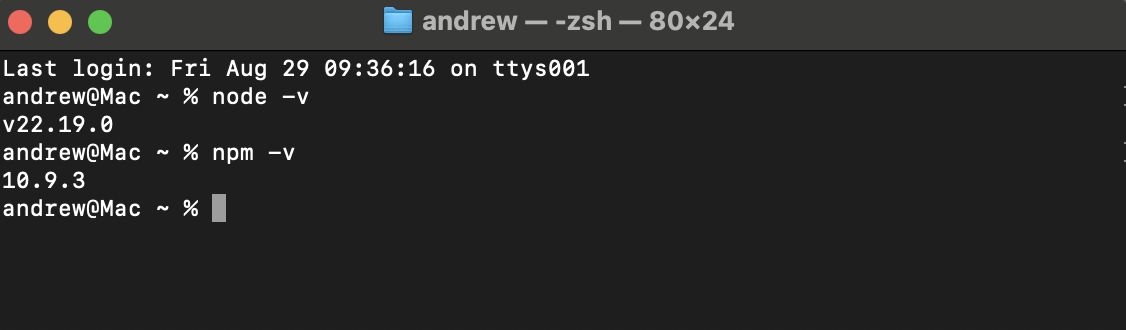 andrew — -zsh — 80×24
Last login: Fri Aug 29 09:36:16 on ttys001
andrew@Mac ~ % node -v
v22.19.0
andrew@Mac ~ % npm -v
10.9.3
andrew@Mac ~ %